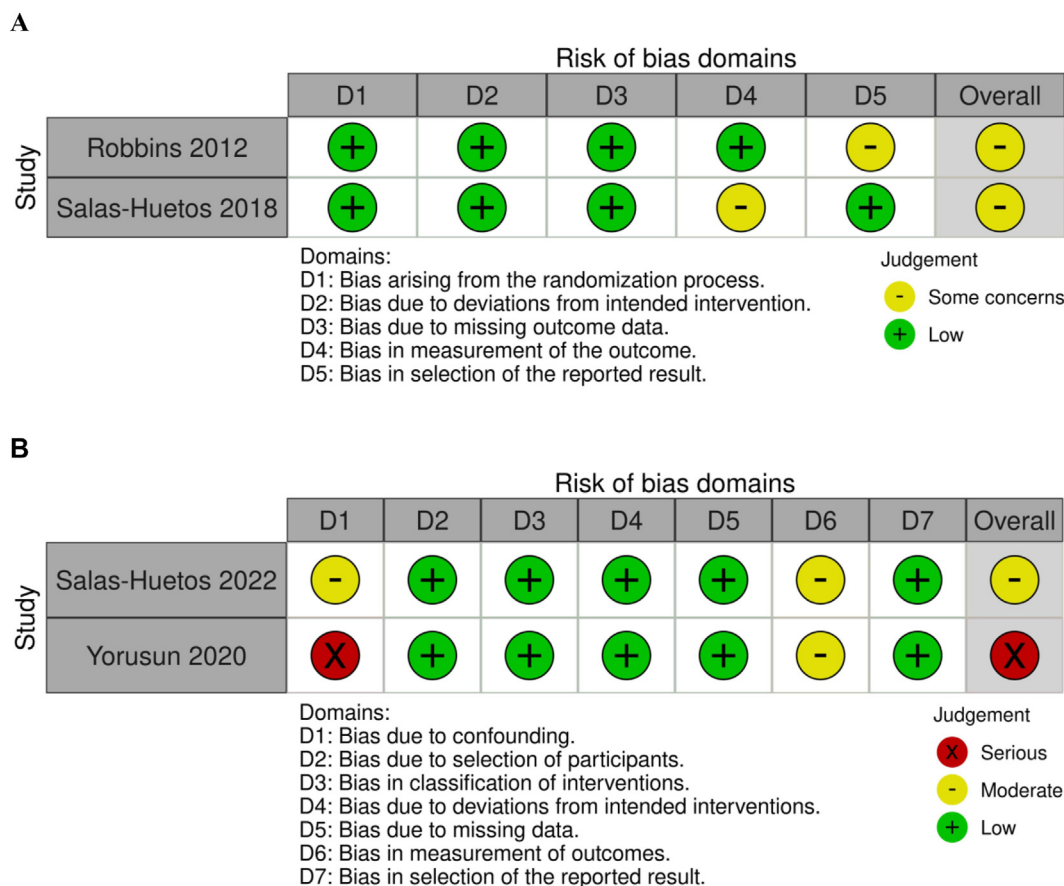 A
Risk of bias domains
D1 D2 D3 D4 D5 Overall
Study
Robbins 2012 + + + + - -
Salas-Huetos 2018 + + + - + -
Domains:
D1: Bias arising from the randomization process.
D2: Bias due to deviations from intended intervention.
D3: Bias due to missing outcome data.
D4: Bias in measurement of the outcome.
D5: Bias in selection of the reported result.
Judgement
- Some concerns
+ Low
B
Risk of bias domains
D1 D2 D3 D4 D5 D6 D7 Overall
Study
Salas-Huetos 2022 - + + + + - + -
Yorusun 2020 X + + + + - + X
Domains:
D1: Bias due to confounding.
D2: Bias due to selection of participants.
D3: Bias in classification of interventions.
D4: Bias due to deviations from intended interventions.
D5: Bias due to missing data.
D6: Bias in measurement of outcomes.
D7: Bias in selection of the reported result.
Judgement
X Serious
- Moderate
+ Low